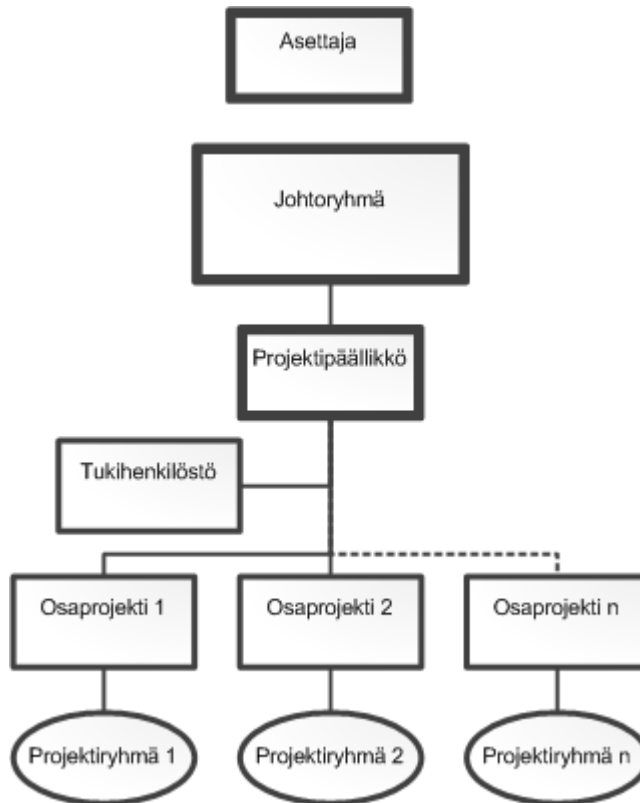 Asettaja
Johtoryhmä
Projektipäällikkö
Tukihenkilöstö
Osaprojekti 1
Osaprojekti 2
Osaprojekti n
Projektiryhmä 1
Projektiryhmä 2
Projektiryhmä n